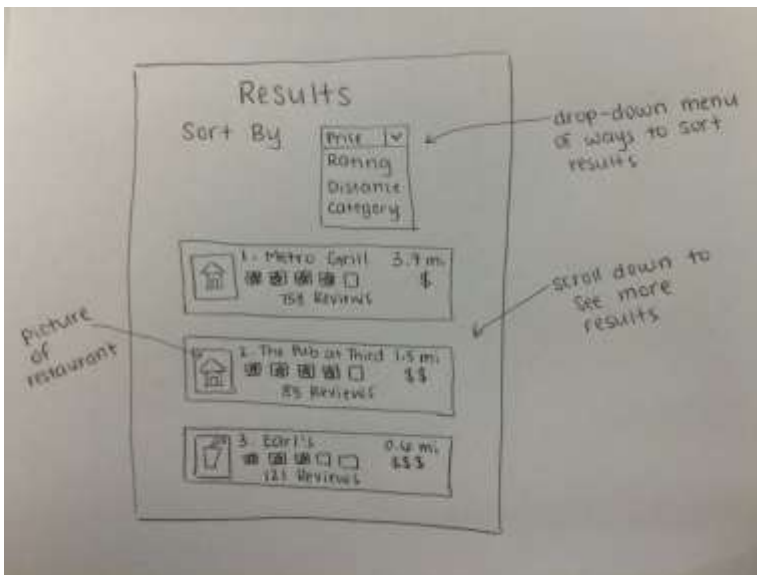 Results
Sort By
Price
Rating
Distance
category
drop-down menu
of ways to sort
results
1. Metro Grill 3.9 mi
$
Reviews
scroll down to
see more
results
picture
of
restaurant
2. The Pub at Third 1.5 mi
$$
83 Reviews
3. Earl's 0.6 mi
$$$
121 Reviews